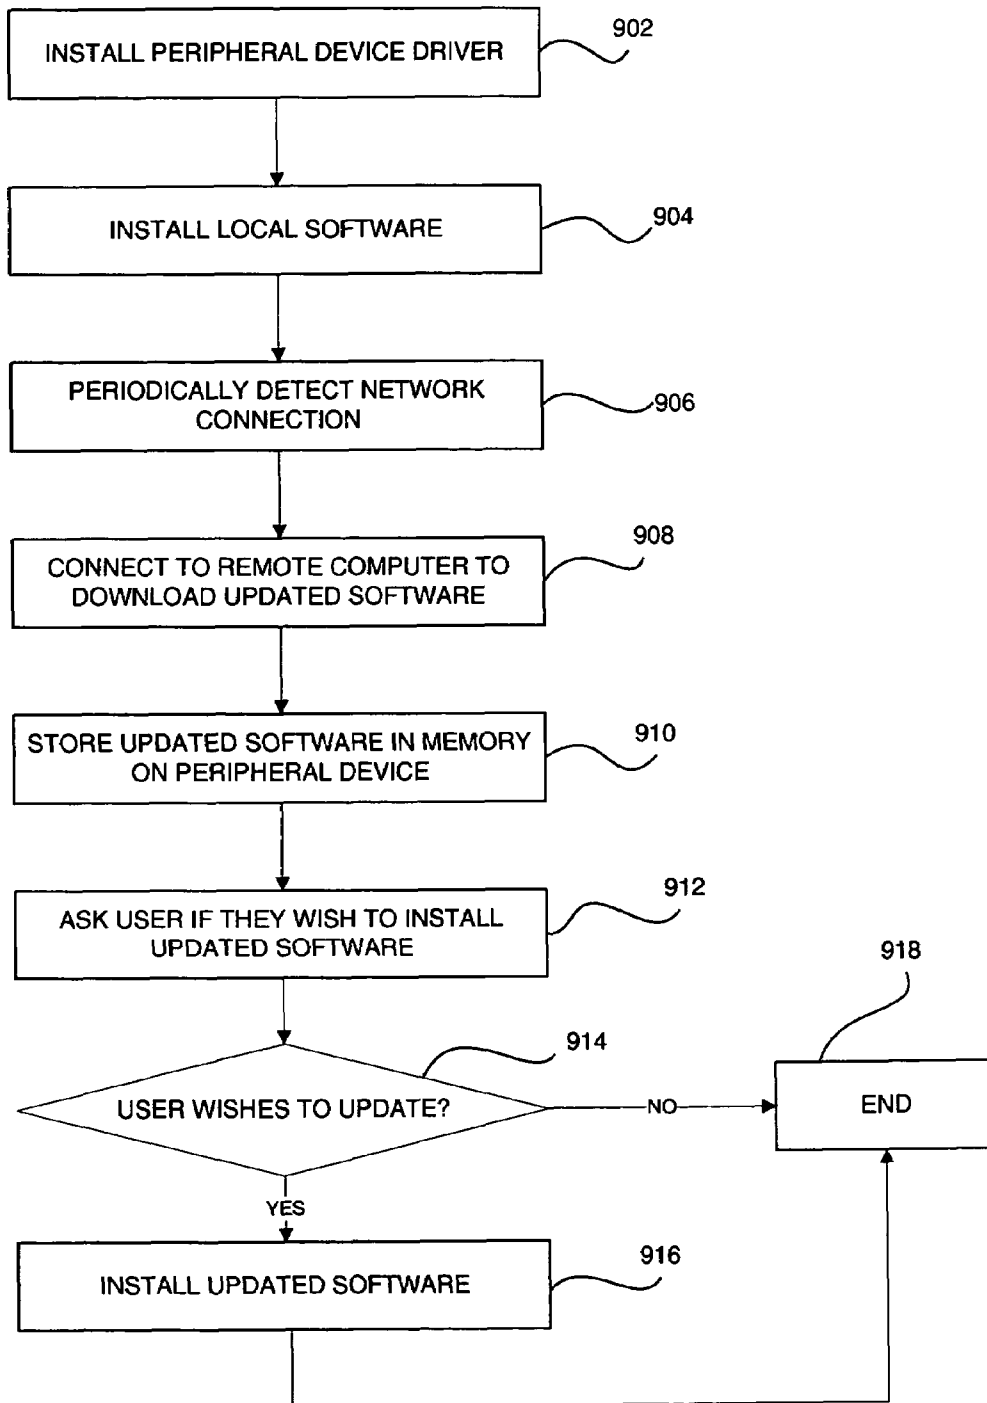 INSTALL PERIPHERAL DEVICE DRIVER
902
INSTALL LOCAL SOFTWARE
904
PERIODICALLY DETECT NETWORK
CONNECTION
906
CONNECT TO REMOTE COMPUTER TO
DOWNLOAD UPDATED SOFTWARE
908
STORE UPDATED SOFTWARE IN MEMORY
ON PERIPHERAL DEVICE
910
ASK USER IF THEY WISH TO INSTALL
UPDATED SOFTWARE
912
USER WISHES TO UPDATE?
914
NO
END
918
YES
INSTALL UPDATED SOFTWARE
916